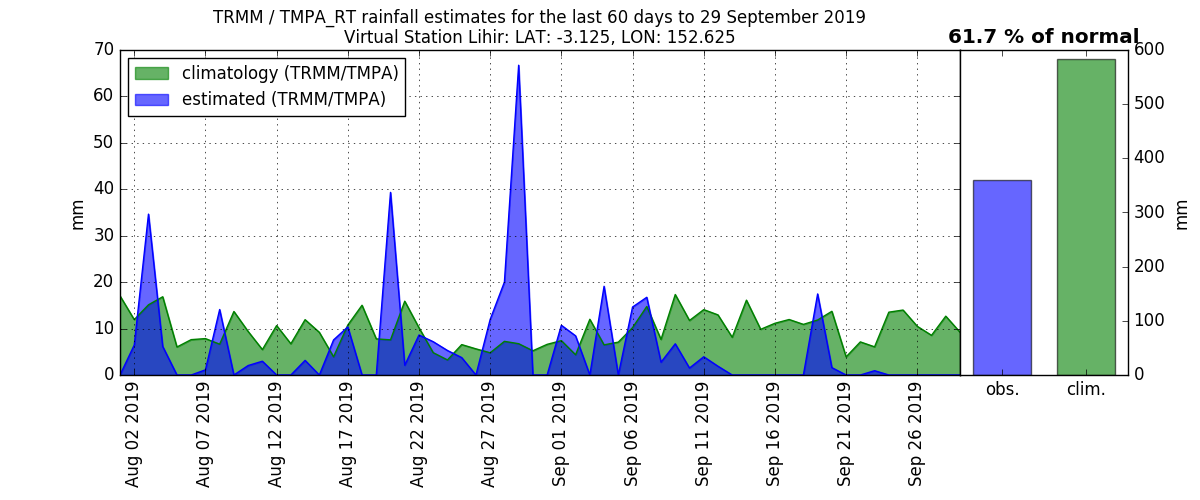 TRMM / TMPA_RT rainfall estimates for the last 60 days to 29 September 2019
Virtual Station Lihir: LAT: -3.125, LON: 152.625
61.7 % of normal
climatology (TRMM/TMPA)
estimated (TRMM/TMPA)
70
60
50
40
30
20
10
0
mm
Aug 02 2019
Aug 07 2019
Aug 12 2019
Aug 17 2019
Aug 22 2019
Aug 27 2019
Sep 01 2019
Sep 06 2019
Sep 11 2019
Sep 16 2019
Sep 21 2019
Sep 26 2019
obs.
clim.
600
500
400
300
200
100
0
mm